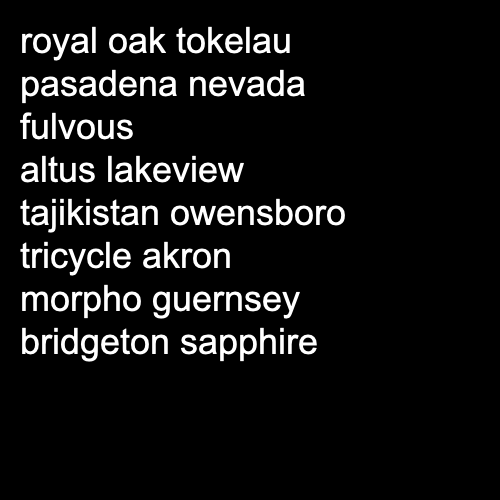 royal oak tokelau
pasadena nevada
fulvous
altus lakeview
tajikistan owensboro
tricycle akron
morpho guernsey
bridgeton sapphire